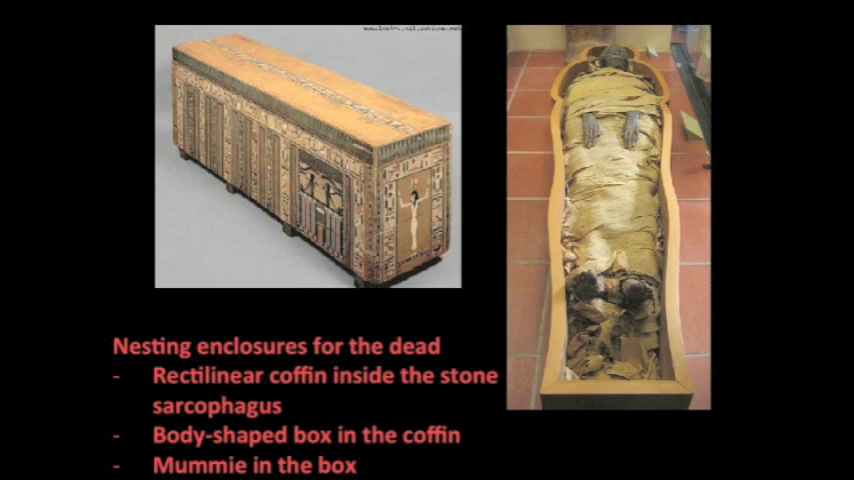 Nesting enclosures for the dead
- Rectilinear coffin inside the stone
sarcophagus
- Body-shaped box in the coffin
- Mummie in the box